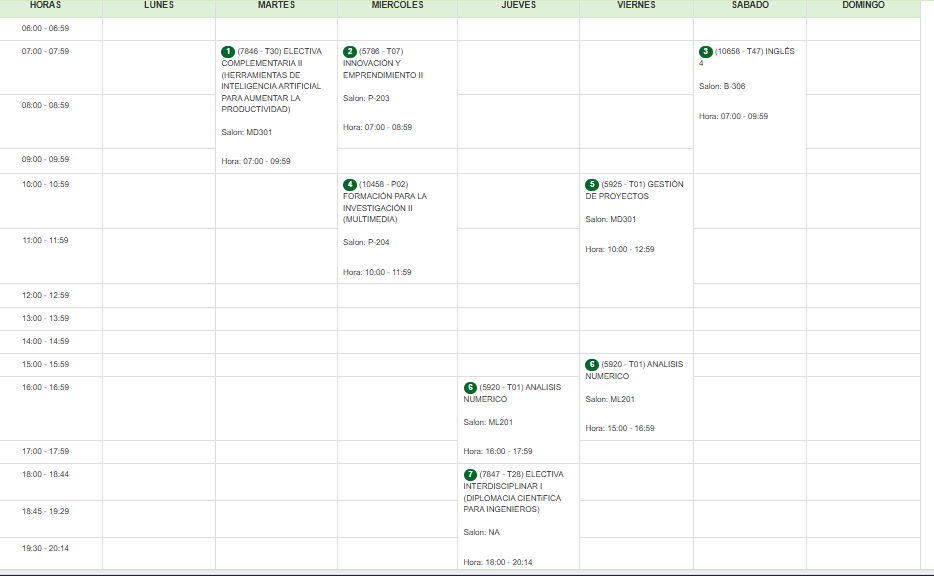 HORAS LUNES MARTES MIERCOLES JUEVES VIERNES SABADO DOMINGO
06:00 - 06:59
07:00 - 07:59
1 (7846 - T30) ELECTIVA
COMPLEMENTARIA II
(HERRAMIENTAS DE
INTELIGENCIA ARTIFICIAL
PARA AUMENTAR LA
PRODUCTIVIDAD)
Salon: MD301
Hora: 07:00 - 09:59
2 (5786 - T07)
INNOVACIÓN Y
EMPRENDIMIENTO II
Salon: P-203
Hora: 07:00 - 08:59
3 (10658 - T47) INGLÉS
4
Salon: B-306
Hora: 07:00 - 09:59
08:00 - 08:59
09:00 - 09:59
10:00 - 10:59
4 (10458 - P02)
FORMACIÓN PARA LA
INVESTIGACIÓN II
(MULTIMEDIA)
Salon: P-204
Hora: 10:00 - 11:59
5 (5925 - T01) GESTIÓN
DE PROYECTOS
Salon: MD301
Hora: 10:00 - 12:59
11:00 - 11:59
12:00 - 12:59
13:00 - 13:59
14:00 - 14:59
15:00 - 15:59
6 (5920 - T01) ANALISIS
NUMERICO
Salon: ML201
Hora: 15:00 - 16:59
16:00 - 16:59
6 (5920 - T01) ANALISIS
NUMERICO
Salon: ML201
Hora: 16:00 - 17:59
17:00 - 17:59
18:00 - 18:44
7 (7847 - T28) ELECTIVA
INTERDISCIPLINAR I
(DIPLOMACIA CIENTíFICA
PARA INGENIEROS)
Salon: NA
Hora: 18:00 - 20:14
18:45 - 19:29
19:30 - 20:14